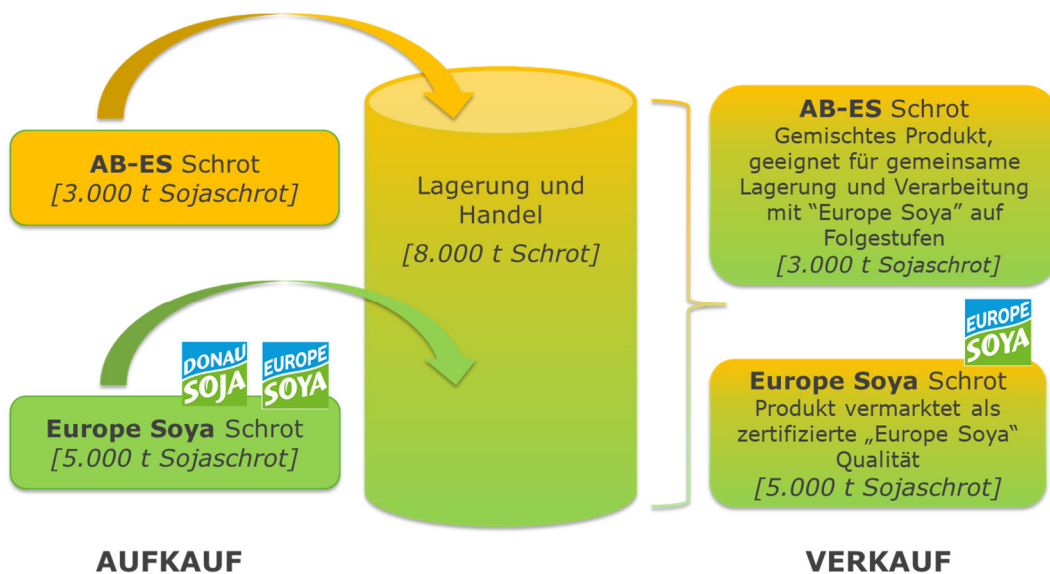 AB-ES Schrot
[3.000 t Sojaschrot]
DONAU
SOJA
EUROPE
SOYA
Europe Soya Schrot
[5.000 t Sojaschrot]
AUFKAUF
Lagerung und
Handel
[8.000 t Schrot]
AB-ES Schrot
Gemischtes Produkt,
geeignet für gemeinsame
Lagerung und Verarbeitung
mit “Europe Soya” auf
Folgestufen
[3.000 t Sojaschrot]
EUROPE
SOYA
Europe Soya Schrot
Produkt vermarktet als
zertifizierte „Europe Soya“
Qualität
[5.000 t Sojaschrot]
VERKAUF